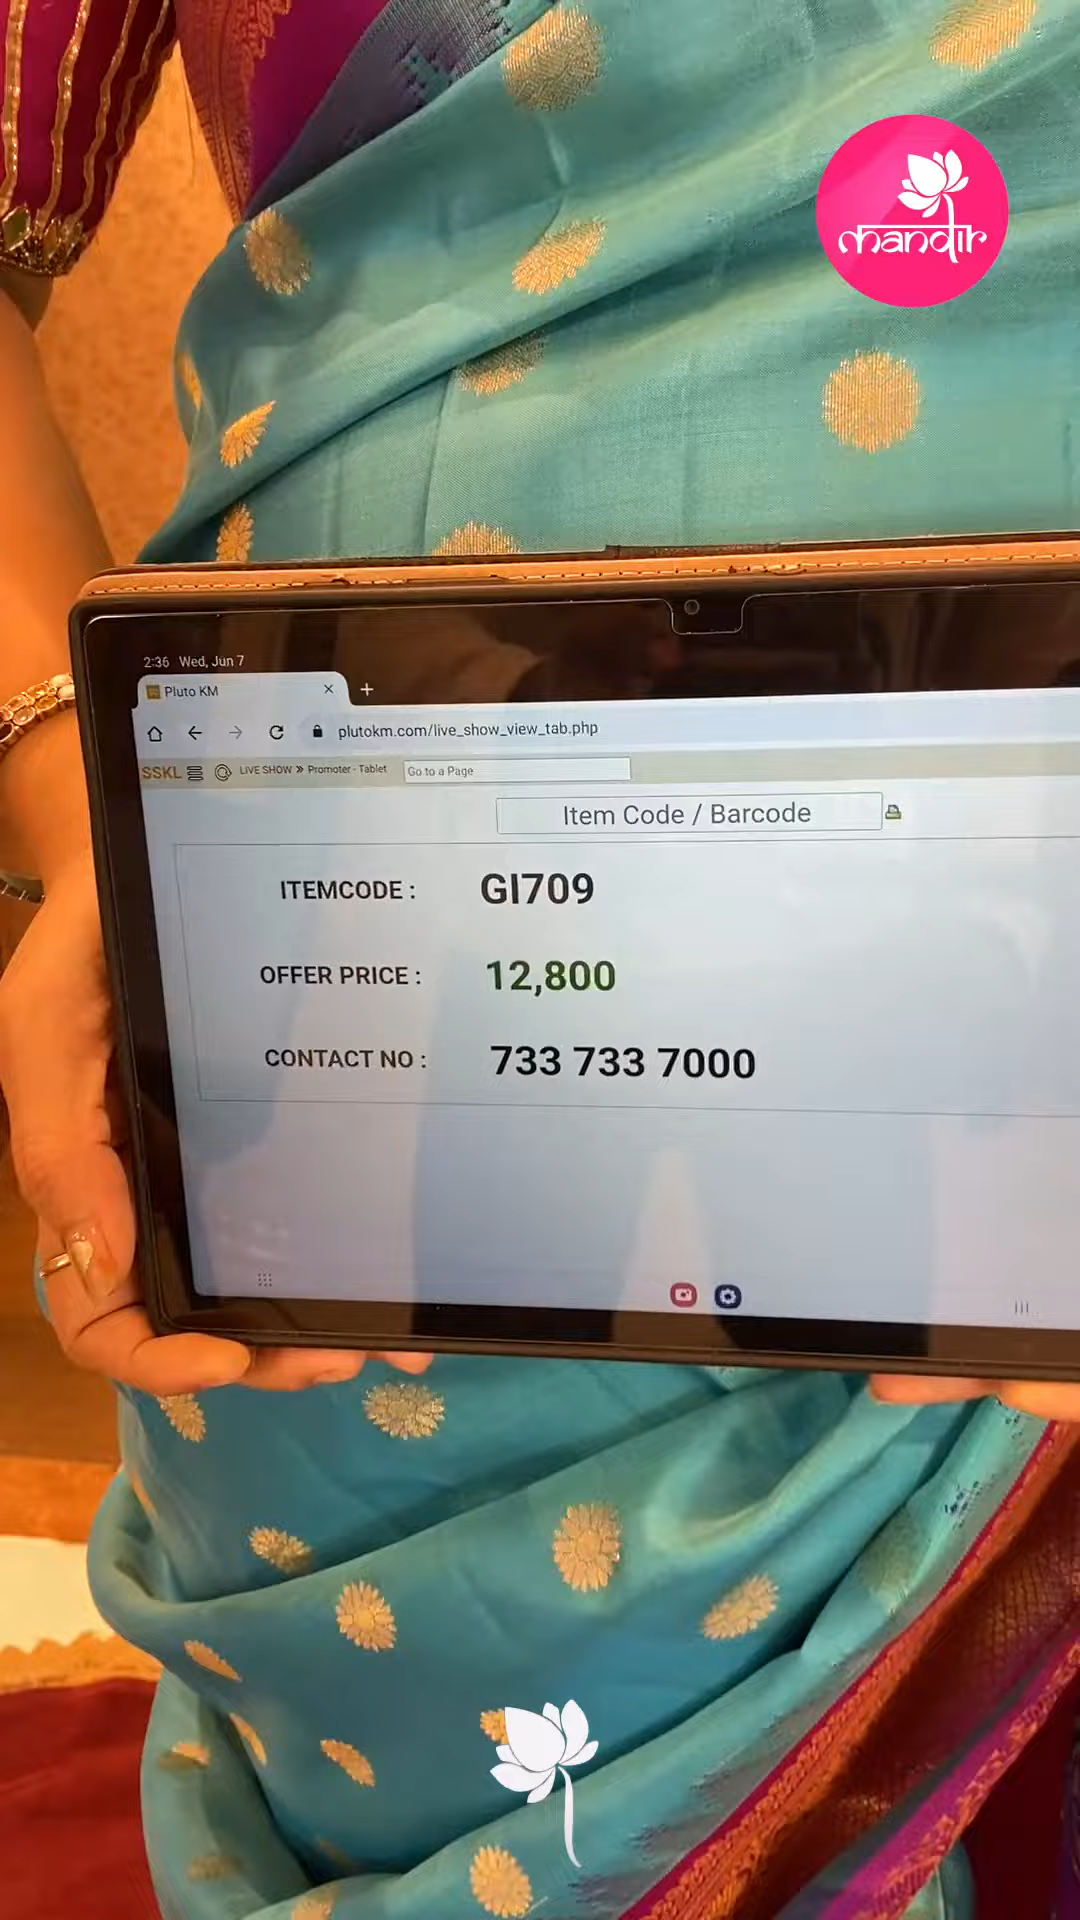 mandir
2:36 Wed, Jun 7
Pluto KM
plutokm.com/live_show_view_tab.php
SSKL LIVE SHOW » Promoter - Tablet Go to a Page
Item Code / Barcode
ITEMCODE : GI709
OFFER PRICE : 12,800
CONTACT NO : 733 733 7000